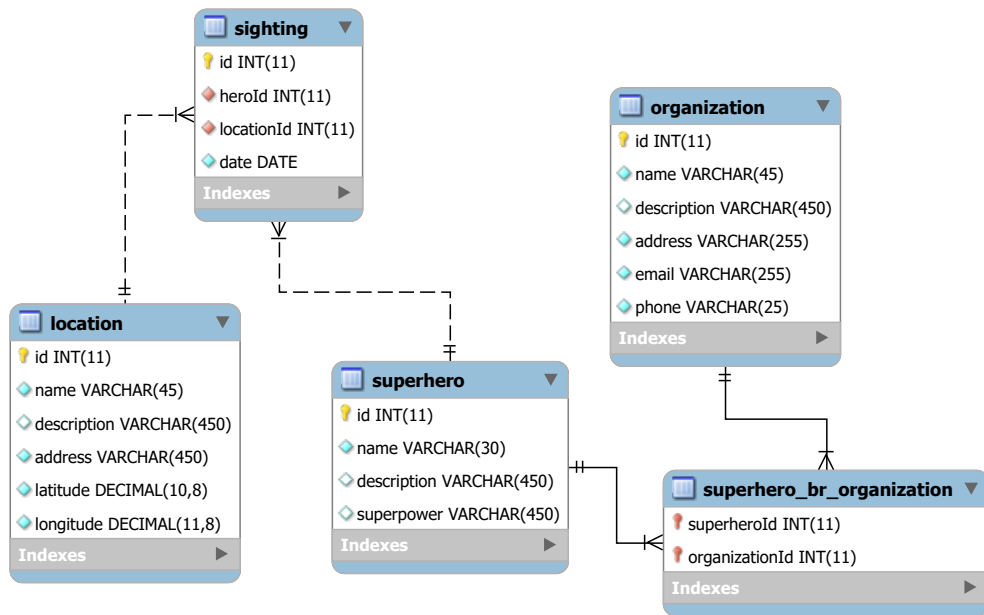 sighting
id INT(11)
heroId INT(11)
locationId INT(11)
date DATE
Indexes
organization
id INT(11)
name VARCHAR(45)
description VARCHAR(450)
address VARCHAR(255)
email VARCHAR(255)
phone VARCHAR(25)
Indexes
location
id INT(11)
name VARCHAR(45)
description VARCHAR(450)
address VARCHAR(450)
latitude DECIMAL(10,8)
longitude DECIMAL(11,8)
Indexes
superhero
id INT(11)
name VARCHAR(30)
description VARCHAR(450)
superpower VARCHAR(450)
Indexes
superhero_br_organization
superheroId INT(11)
organizationId INT(11)
Indexes